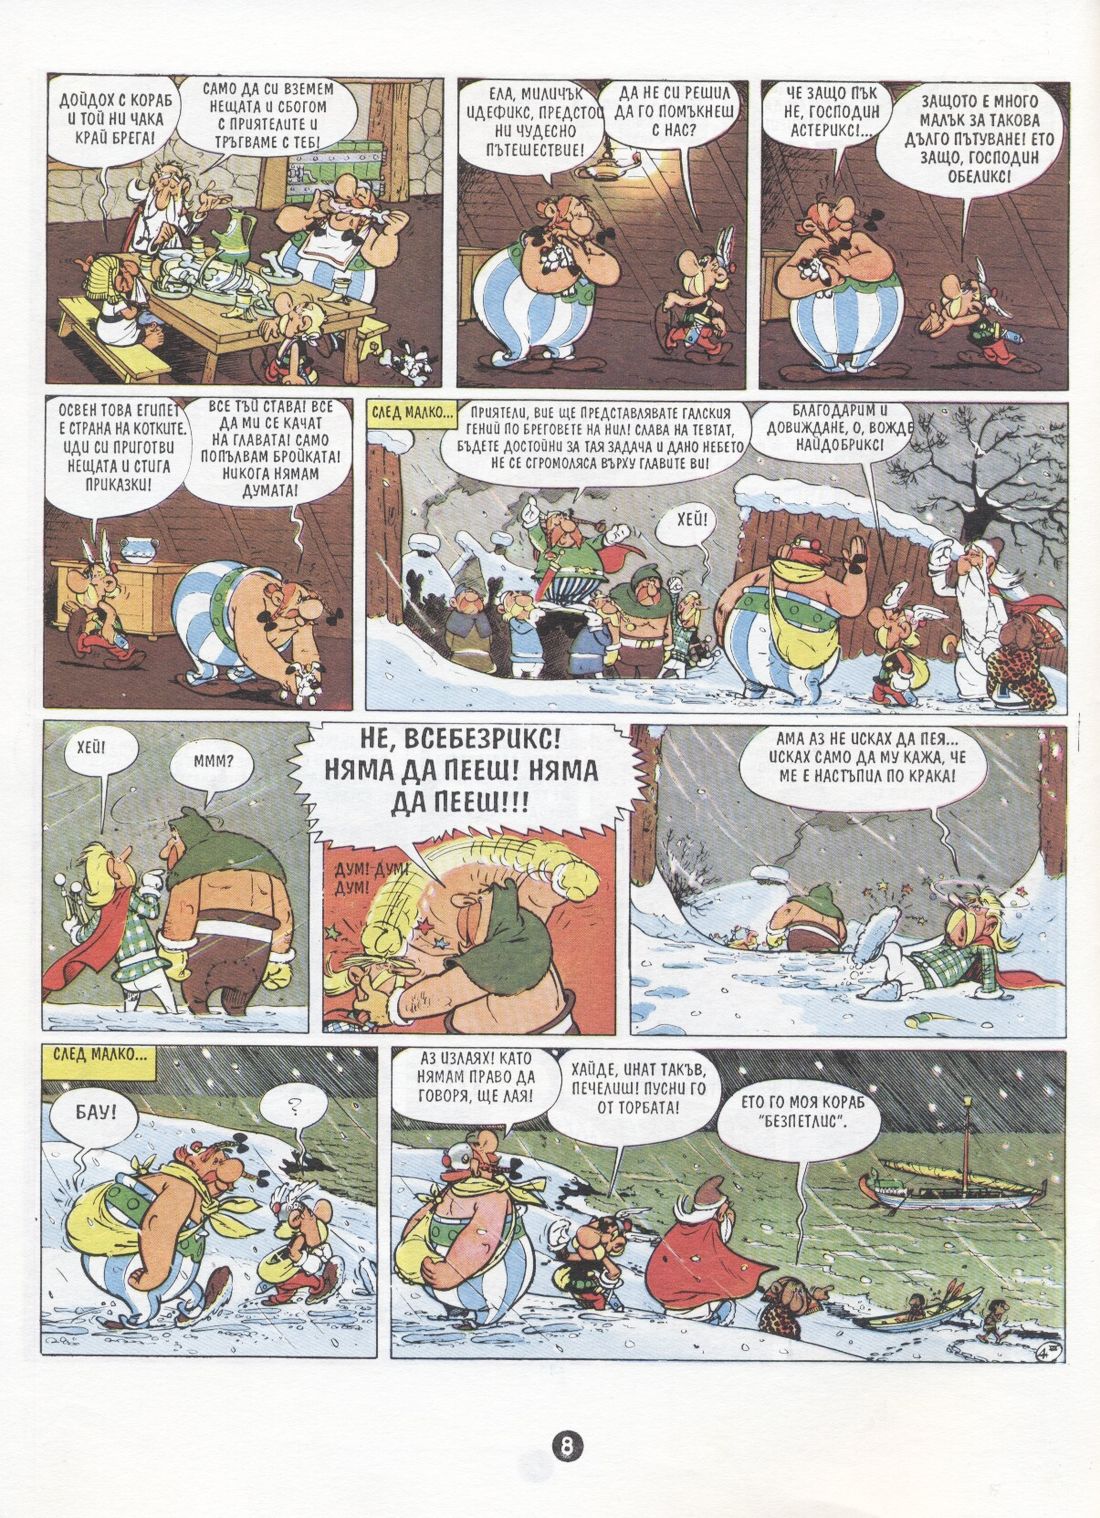 ДОЙДОХ С КОРАБ
И ТОЙ НИ ЧАКА
КРАЙ БРЕГА!
САМО ДА СИ ВЗЕМЕМ
НЕЩАТА И СБОГОМ
С ПРИЯТЕЛИТЕ И
ТРЪГВАМЕ С ТЕБ!
ЕЛА, МИЛИЧЪК
ИДЕФИКС, ПРЕДСТОИ
НИ ЧУДЕСНО
ПЪТЕШЕСТВИЕ!
ДА НЕ СИ РЕШИЛ
ДА ГО ПОМЪКНЕШ
С НАС?
ЧЕ ЗАЩО ПЪК
НЕ, ГОСПОДИН
АСТЕРИКС!...
ЗАЩОТО Е МНОГО
МАЛЪК ЗА ТАКОВА
ДЪЛГО ПЪТУВАНЕ! ЕТО
ЗАЩО, ГОСПОДИН
ОБЕЛИКС!
ОСВЕН ТОВА ЕГИПЕТ
Е СТРАНА НА КОТКИТЕ.
ИДИ СИ ПРИГОТВИ
НЕЩАТА И СТИГА
ПРИКАЗКИ!
ВСЕ ТЪЙ СТАВА! ВСЕ
ДА МИ СЕ КАЧАТ
НА ГЛАВАТА! САМО
ПОПЪЛВАМ БРОЙКАТА!
НИКОГА НЯМАМ
ДУМАТА!
СЛЕД МАЛКО...
ПРИЯТЕЛИ, ВИЕ ЩЕ ПРЕДСТАВЛЯВАТЕ ГАЛСКИЯ
ГЕНИЙ ПО БРЕГОВЕТЕ НА НИЛ! СЛАВА НА ТЕВТАТ,
БЪДЕТЕ ДОСТОЙНИ ЗА ТАЯ ЗАДАЧА И ДАНО НЕБЕТО
НЕ СЕ СГРОМОЛЯСА ВЪРХУ ГЛАВИТЕ ВИ!
ХЕЙ!
БЛАГОДАРИМ И
ДОВИЖДАНЕ, О, ВОЖДЕ
НАЙДОБРИКС!
ХЕЙ!
МММ?
НЕ, ВСЕБЕЗРИКС!
НЯМА ДА ПЕЕШ! НЯМА
ДА ПЕЕШ!!!
ДУМ! ДУМ!
ДУМ!
АМА АЗ НЕ ИСКАХ ДА ПЕЯ...
ИСКАХ САМО ДА МУ КАЖА, ЧЕ
МЕ Е НАСТЪПИЛ ПО КРАКА!
СЛЕД МАЛКО...
БАУ!
?
АЗ ИЗЛАЯХ! КАТО
НЯМАМ ПРАВО ДА
ГОВОРЯ, ЩЕ ЛАЯ!
ХАЙДЕ, ИНАТ ТАКЪВ,
ПЕЧЕЛИШ! ПУСНИ ГО
ОТ ТОРБАТА!
ЕТО ГО МОЯ КОРАБ
"БЕЗПЕТЛИС".
8